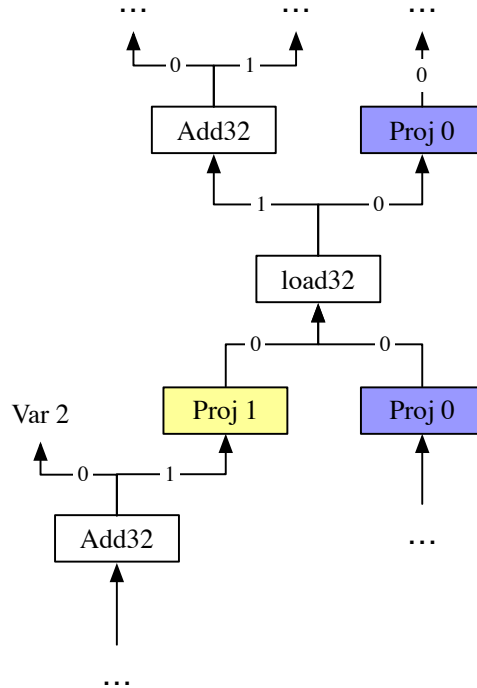 ... ... ...
0 1 0
Add32 Proj 0
1 0
load32
0 0
Var 2 Proj 1 Proj 0
0 1
Add32 ...
...